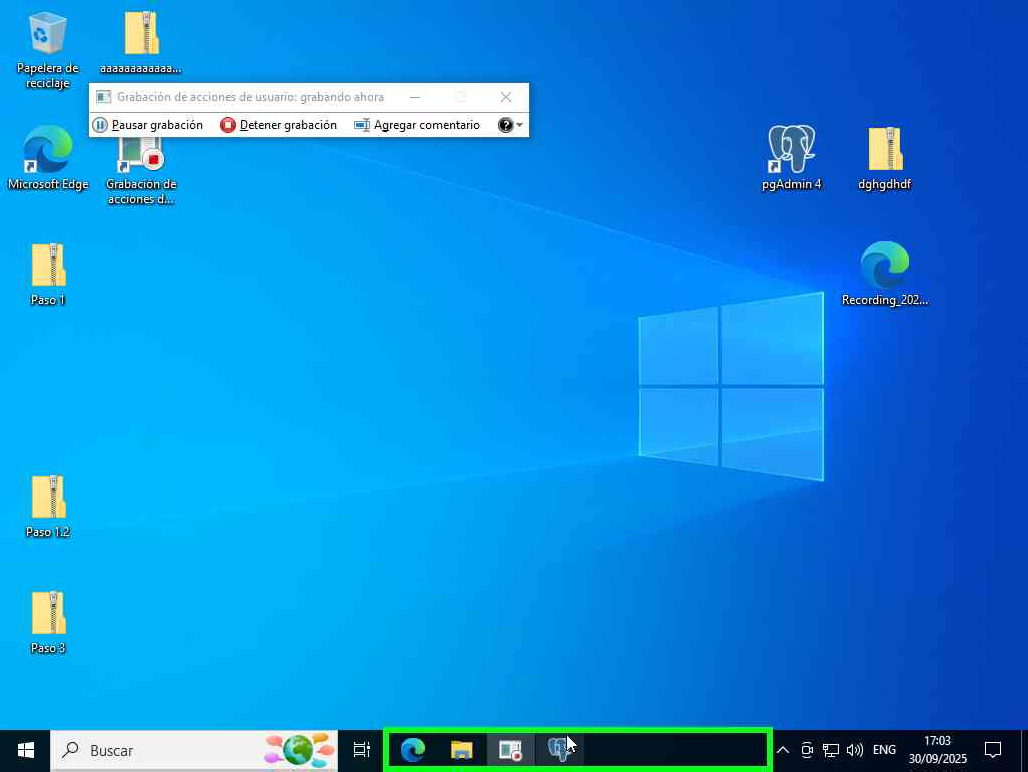 Papelera de
reciclaje
aaaaaaaaaaaa...
Grabación de acciones de usuario: grabando ahora
Pausar grabación
Detener grabación
Agregar comentario
Microsoft Edge
Grabación de
acciones d...
pgAdmin 4
dghgdhdf
Paso 1
Recording_202...
Paso 1.2
Paso 3
Buscar
ENG
17:03
30/09/2025